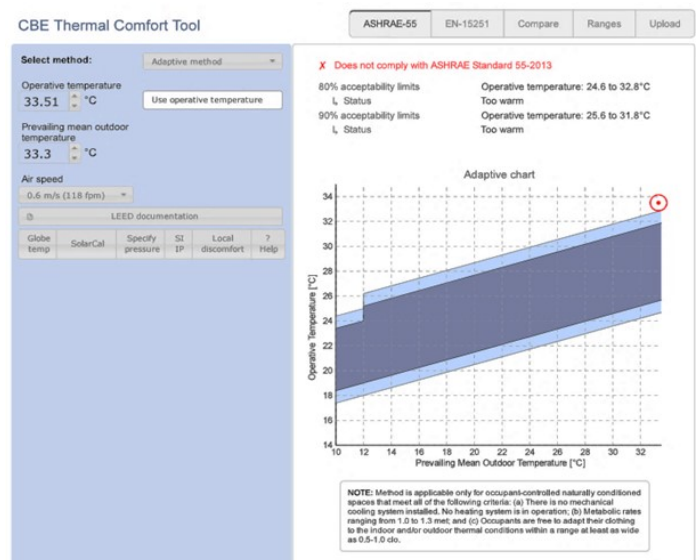 CBE Thermal Comfort Tool
ASHRAE-55
EN-15251
Compare
Ranges
Upload
Select method:
Adaptive method
Operative temperature
33.51 °C
Use operative temperature
Prevailing mean outdoor
temperature
33.3 °C
Air speed
0.6 m/s (118 fpm)
LEED documentation
Globe
temp
SolarCal
Specify
pressure
SI
IP
Local
discomfort
?
Help
✗ Does not comply with ASHRAE Standard 55-2013
80% acceptability limits Operative temperature: 24.6 to 32.8°C
Status Too warm
90% acceptability limits Operative temperature: 25.6 to 31.8°C
Status Too warm
Adaptive chart
34
32
30
28
26
24
22
20
18
16
14
Operative Temperature [°C]
10 12 14 16 18 20 22 24 26 28 30 32
Prevailing Mean Outdoor Temperature [°C]
NOTE: Method is applicable only for occupant-controlled naturally conditioned
spaces that meet all of the following criteria: (a) There is no mechanical
cooling system installed. No heating system is in operation; (b) Metabolic rates
ranging from 1.0 to 1.3 met; and (c) Occupants are free to adapt their clothing
to the indoor and/or outdoor thermal conditions within a range at least as wide
as 0.5-1.0 clo.